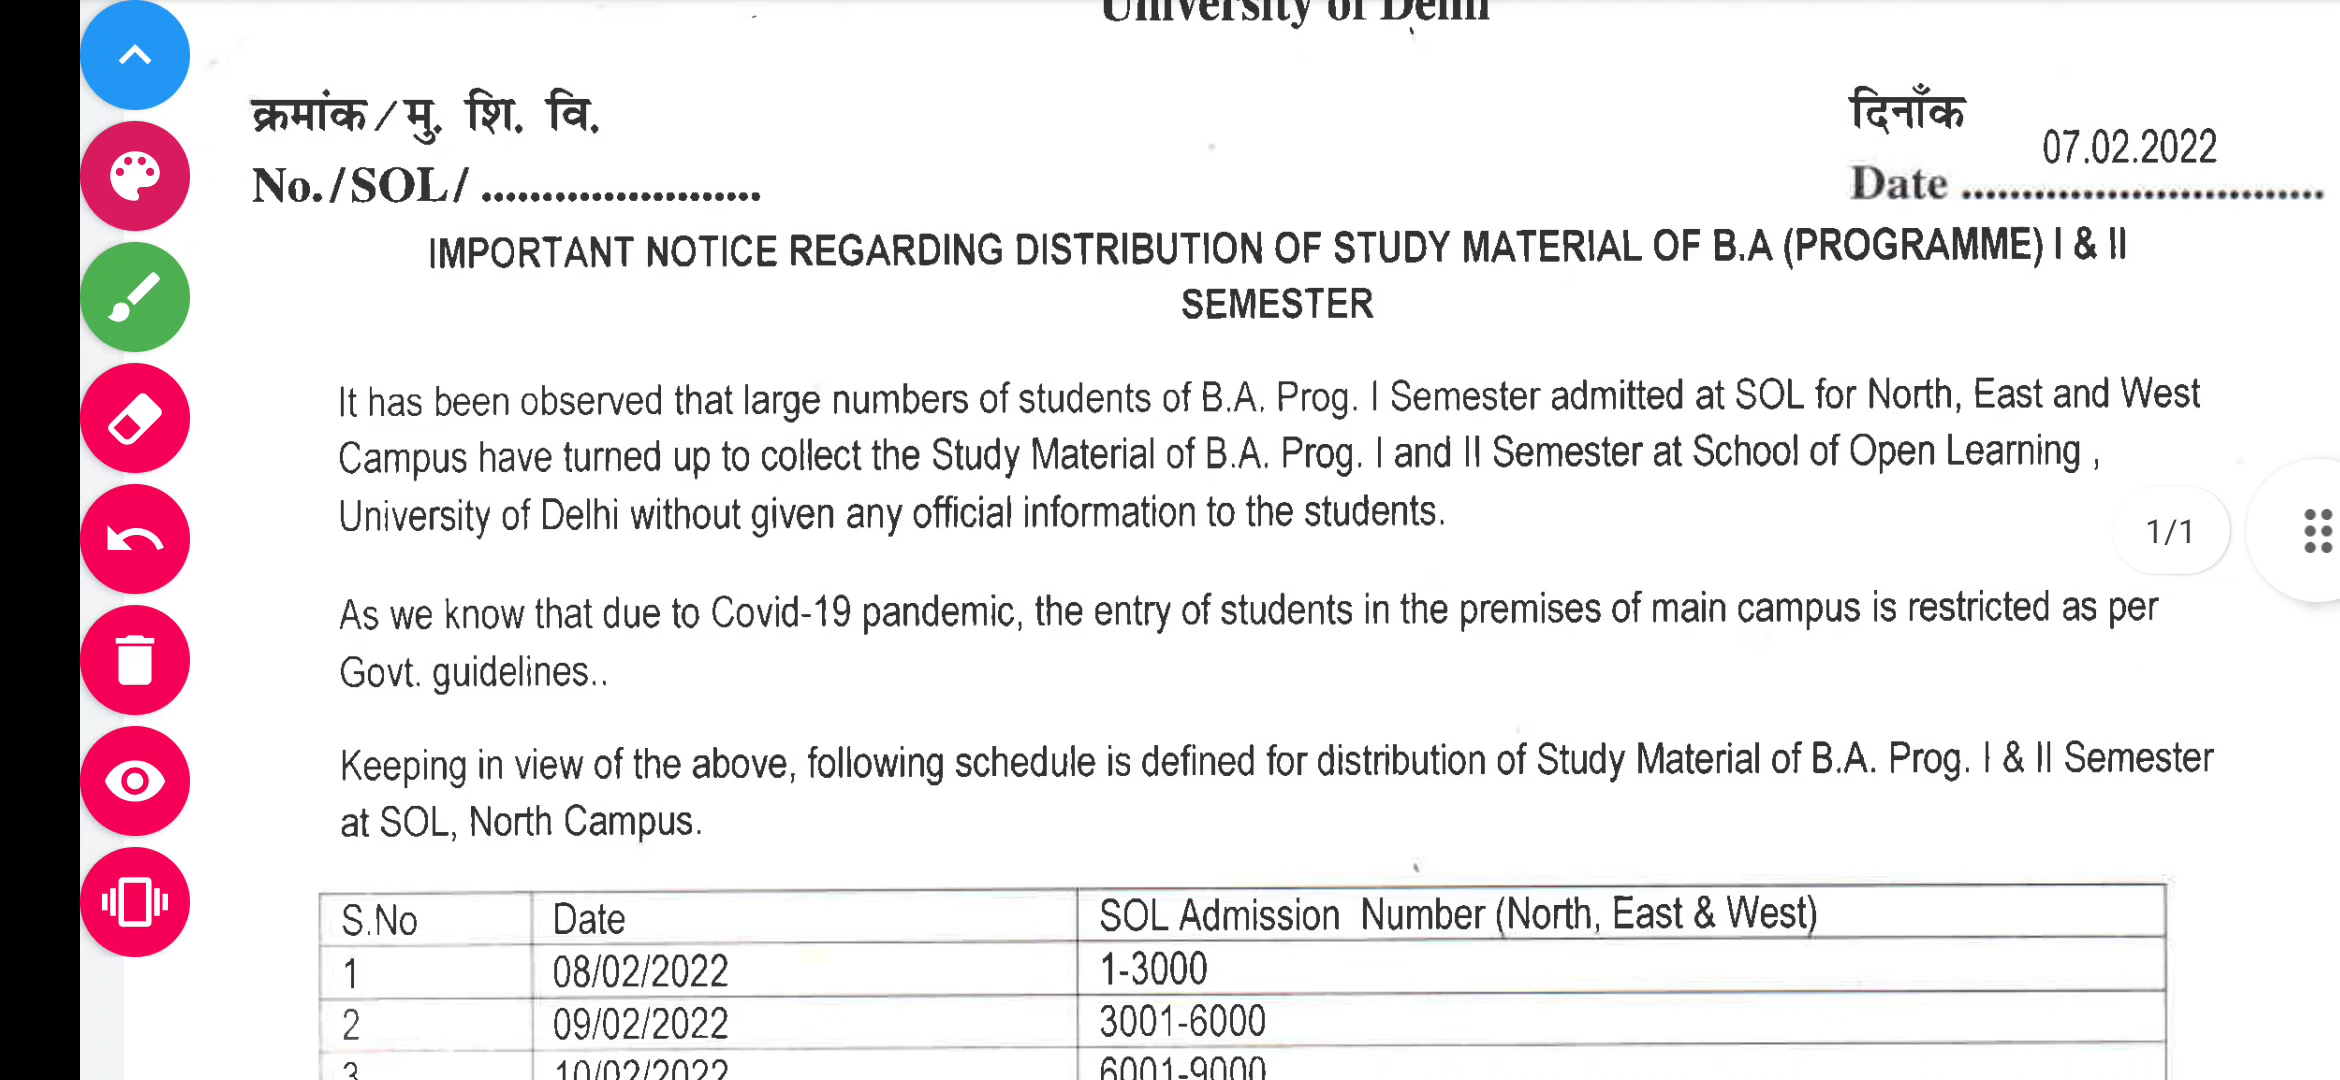 University of Delhi
क्रमांक/मु. शि. वि.
No./SOL/.......................
दिनाँक
07.02.2022
Date ..............................
IMPORTANT NOTICE REGARDING DISTRIBUTION OF STUDY MATERIAL OF B.A (PROGRAMME) I & II
SEMESTER
It has been observed that large numbers of students of B.A. Prog. I Semester admitted at SOL for North, East and West
Campus have turned up to collect the Study Material of B.A. Prog. I and II Semester at School of Open Learning ,
University of Delhi without given any official information to the students.
1/1
As we know that due to Covid-19 pandemic, the entry of students in the premises of main campus is restricted as per
Govt. guidelines..
Keeping in view of the above, following schedule is defined for distribution of Study Material of B.A. Prog. I & II Semester
at SOL, North Campus.
S.No Date SOL Admission Number (North, East & West)
1 08/02/2022 1-3000
2 09/02/2022 3001-6000
3 10/02/2022 6001-9000